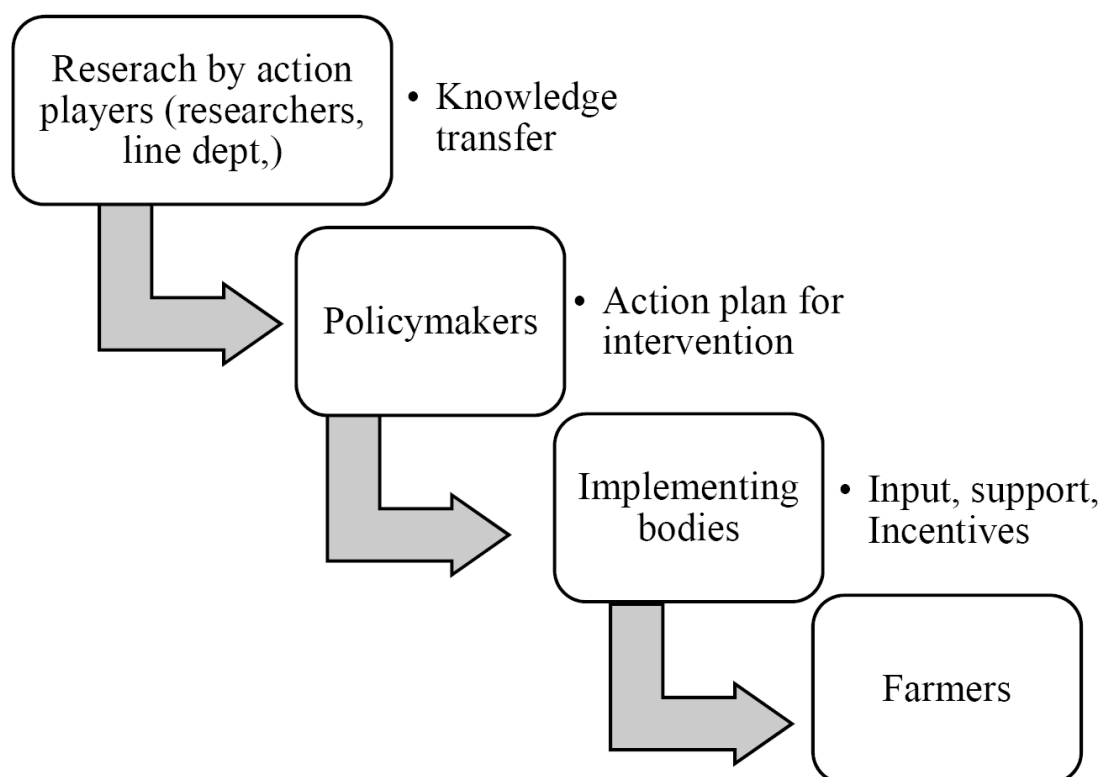 Reserach by action
players (researchers,
line dept,)
• Knowledge
transfer
Policymakers
• Action plan for
intervention
Implementing
bodies
• Input, support,
Incentives
Farmers